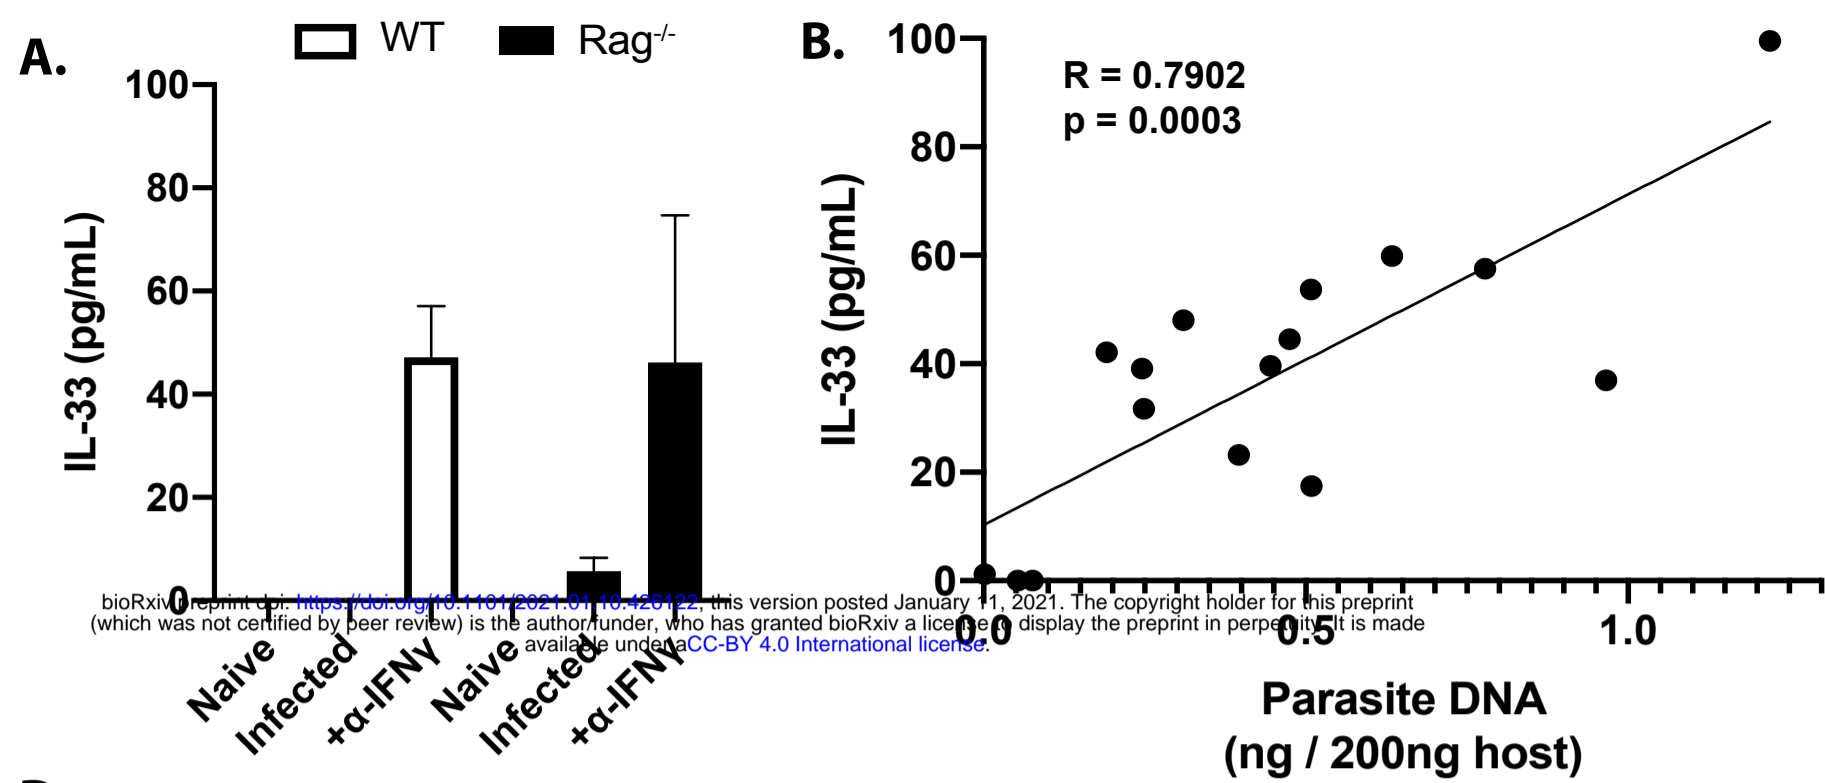 A.
WT
Rag-/-
100
80
60
40
20
0
IL-33 (pg/mL)
Naive
Infected
+α-IFNγ
Naive
Infected
+α-IFNγ
B.
R = 0.7902
p = 0.0003
100
80
60
40
20
0
IL-33 (pg/mL)
0.0
0.5
1.0
Parasite DNA
(ng / 200ng host)
bioRxiv preprint doi: https://doi.org/10.1101/2021.01.10.426122; this version posted January 11, 2021. The copyright holder for this preprint
(which was not certified by peer review) is the author/funder, who has granted bioRxiv a license to display the preprint in perpetuity. It is made
available under aCC-BY 4.0 International license.